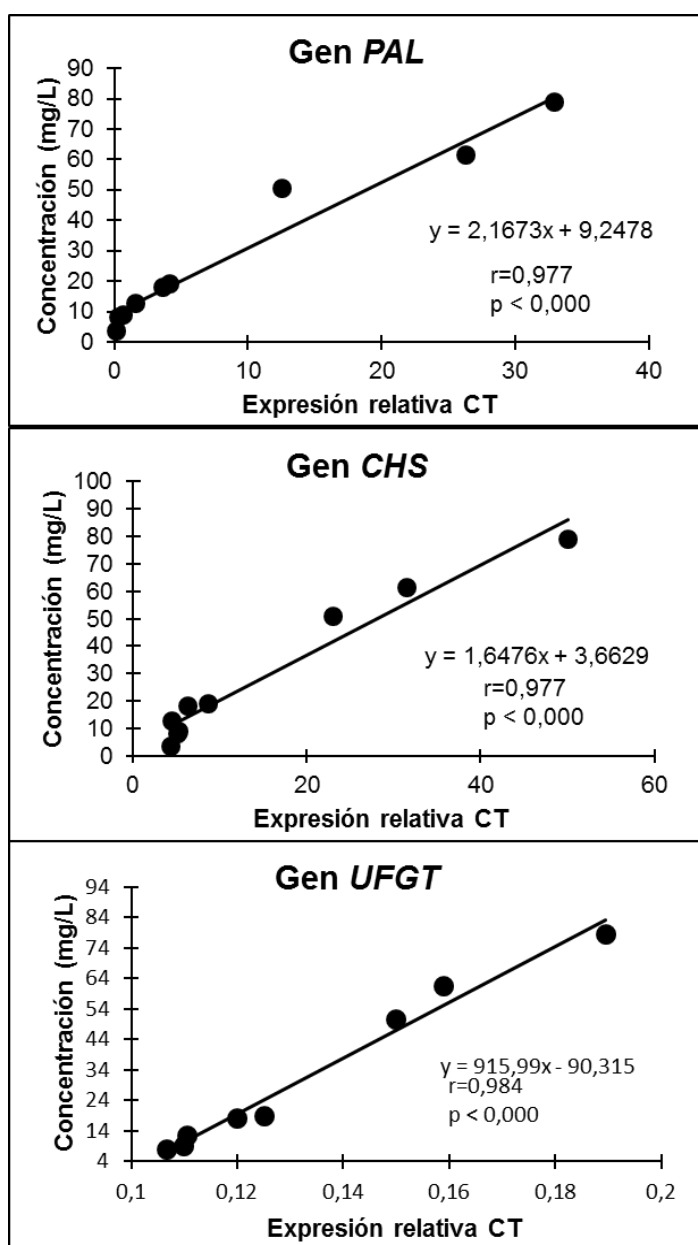 Gen PAL
Concentración (mg/L)
90
80
70
60
50
40
30
20
10
0
y = 2,1673x + 9,2478
r=0,977
p < 0,000
0 10 20 30 40
Expresión relativa CT
Gen CHS
Concentración (mg/L)
100
90
80
70
60
50
40
30
20
10
0
y = 1,6476x + 3,6629
r=0,977
p < 0,000
0 20 40 60
Expresión relativa CT
Gen UFGT
Concentración (mg/L)
94
84
74
64
54
44
34
24
14
4
y = 915,99x - 90,315
r=0,984
p < 0,000
0,1 0,12 0,14 0,16 0,18 0,2
Expresión relativa CT